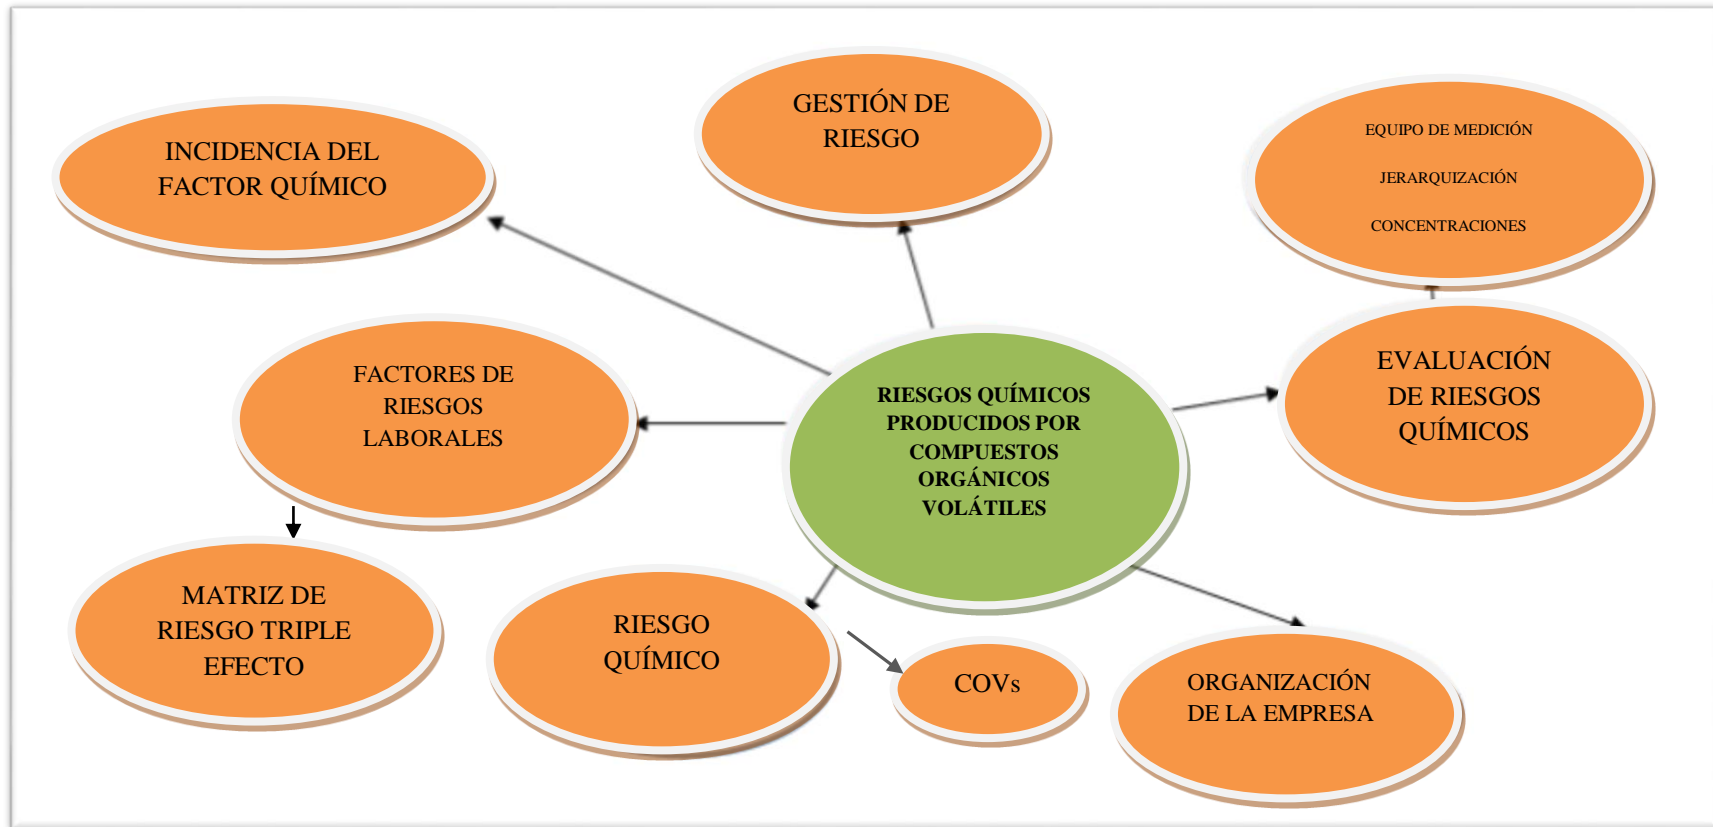 GESTIÓN DE
RIESGO
INCIDENCIA DEL
FACTOR QUÍMICO
EQUIPO DE MEDICIÓN
JERARQUIZACIÓN
CONCENTRACIONES
FACTORES DE
RIESGOS
LABORALES
RIESGOS QUÍMICOS
PRODUCIDOS POR
COMPUESTOS
ORGÁNICOS
VOLÁTILES
EVALUACIÓN
DE RIESGOS
QUÍMICOS
MATRIZ DE
RIESGO TRIPLE
EFECTO
RIESGO
QUÍMICO
COVs
ORGANIZACIÓN
DE LA EMPRESA